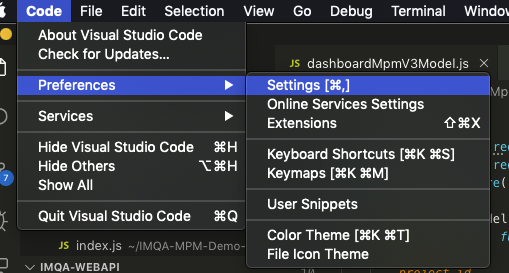 Code File Edit Selection View Go Debug Terminal Window
About Visual Studio Code
Check for Updates...
Preferences
Services
Hide Visual Studio Code ⌘H
Hide Others ⌥⌘H
Show All
Quit Visual Studio Code ⌘Q
JS dashboardMpmV3Model.js ×
Settings [⌘,]
Online Services Settings
Extensions ⇧⌘X
Keyboard Shortcuts [⌘K ⌘S]
Keymaps [⌘K ⌘M]
User Snippets
Color Theme [⌘K ⌘T]
File Icon Theme
7
JS index.js ~/IMQA-MPM-Demo-
IMQA-WEBAPI